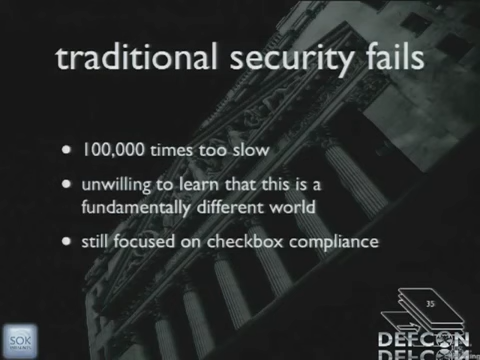 traditional security fails
100,000 times too slow
unwilling to learn that this is a
fundamentally different world
still focused on checkbox compliance
35
SOK
DEFCON